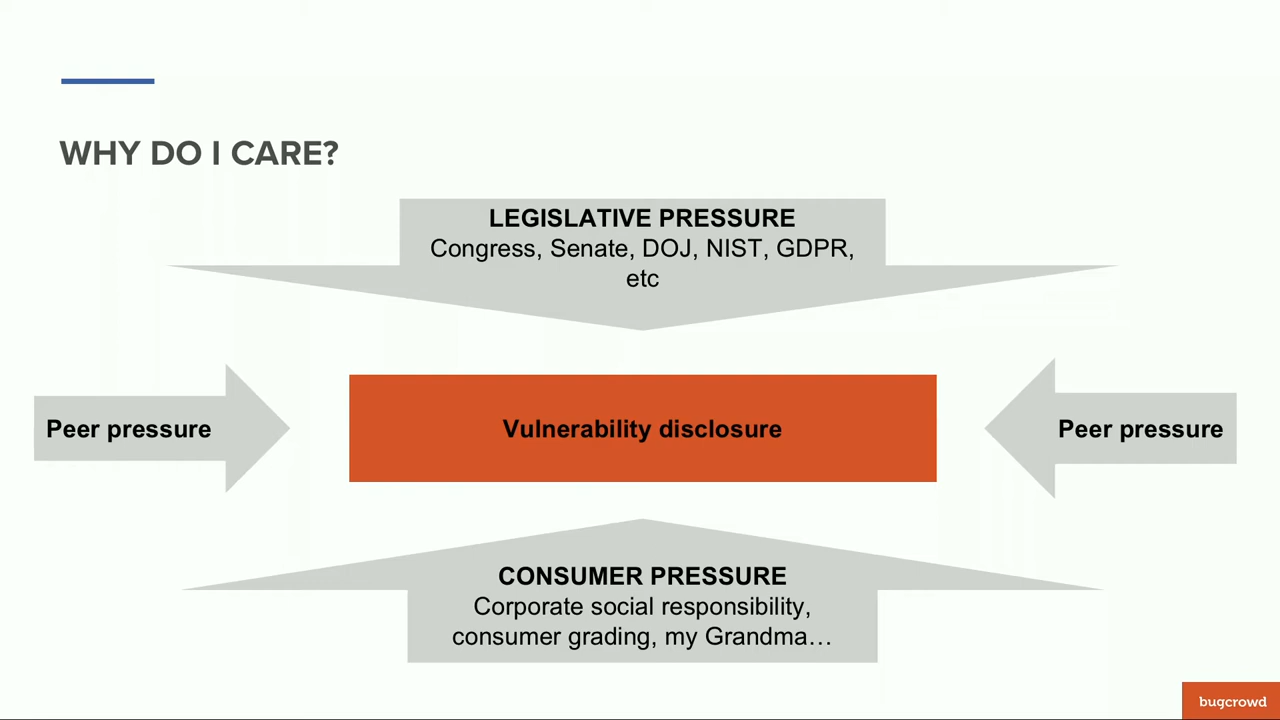 WHY DO I CARE?
LEGISLATIVE PRESSURE
Congress, Senate, DOJ, NIST, GDPR,
etc
Peer pressure
Vulnerability disclosure
Peer pressure
CONSUMER PRESSURE
Corporate social responsibility,
consumer grading, my Grandma…
bugcrowd